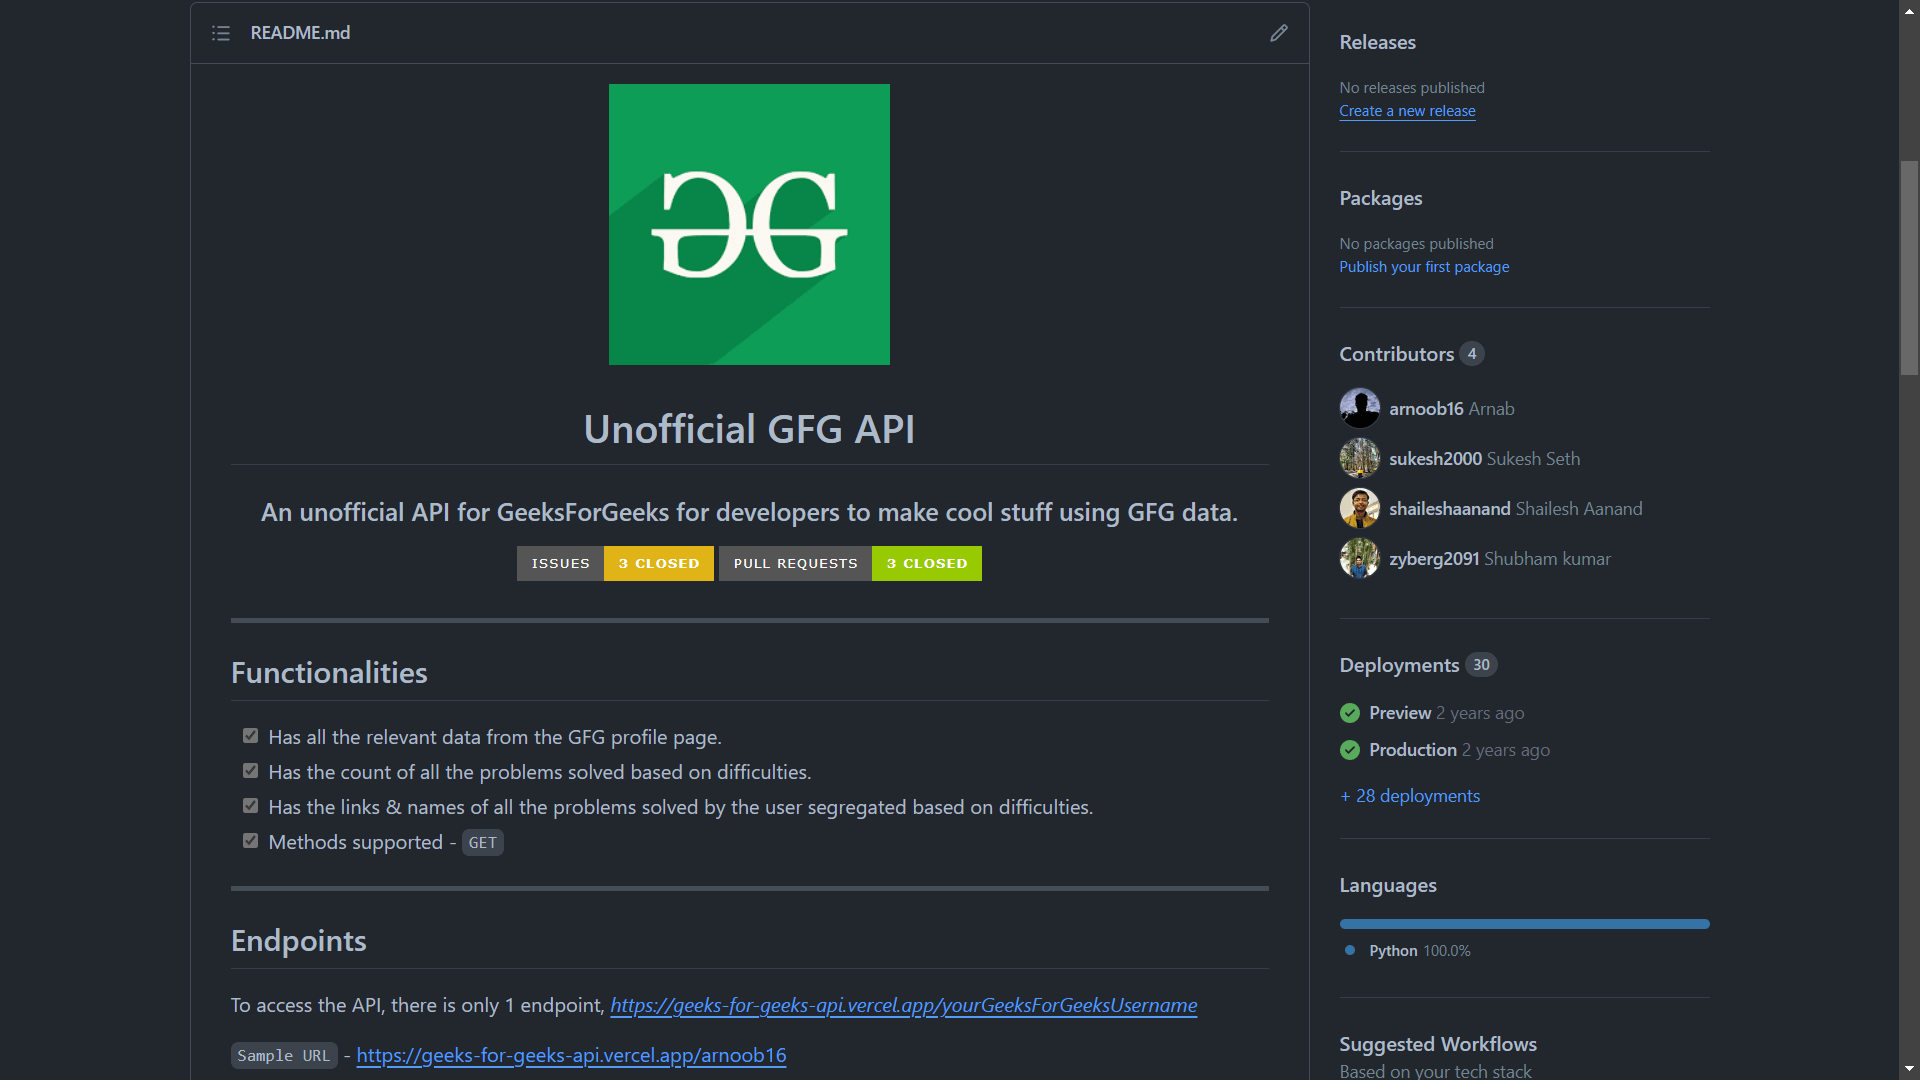 README.md
Unofficial GFG API
An unofficial API for GeeksForGeeks for developers to make cool stuff using GFG data.
ISSUES 3 CLOSED PULL REQUESTS 3 CLOSED
Functionalities
Has all the relevant data from the GFG profile page.
Has the count of all the problems solved based on difficulties.
Has the links & names of all the problems solved by the user segregated based on difficulties.
Methods supported - GET
Endpoints
To access the API, there is only 1 endpoint, https://geeks-for-geeks-api.vercel.app/yourGeeksForGeeksUsername
Sample URL - https://geeks-for-geeks-api.vercel.app/arnoob16
Releases
No releases published
Create a new release
Packages
No packages published
Publish your first package
Contributors 4
arnoob16 Arnab
sukesh2000 Sukesh Seth
shaileshaanand Shailesh Aanand
zyberg2091 Shubham kumar
Deployments 30
Preview 2 years ago
Production 2 years ago
+ 28 deployments
Languages
Python 100.0%
Suggested Workflows
Based on your tech stack